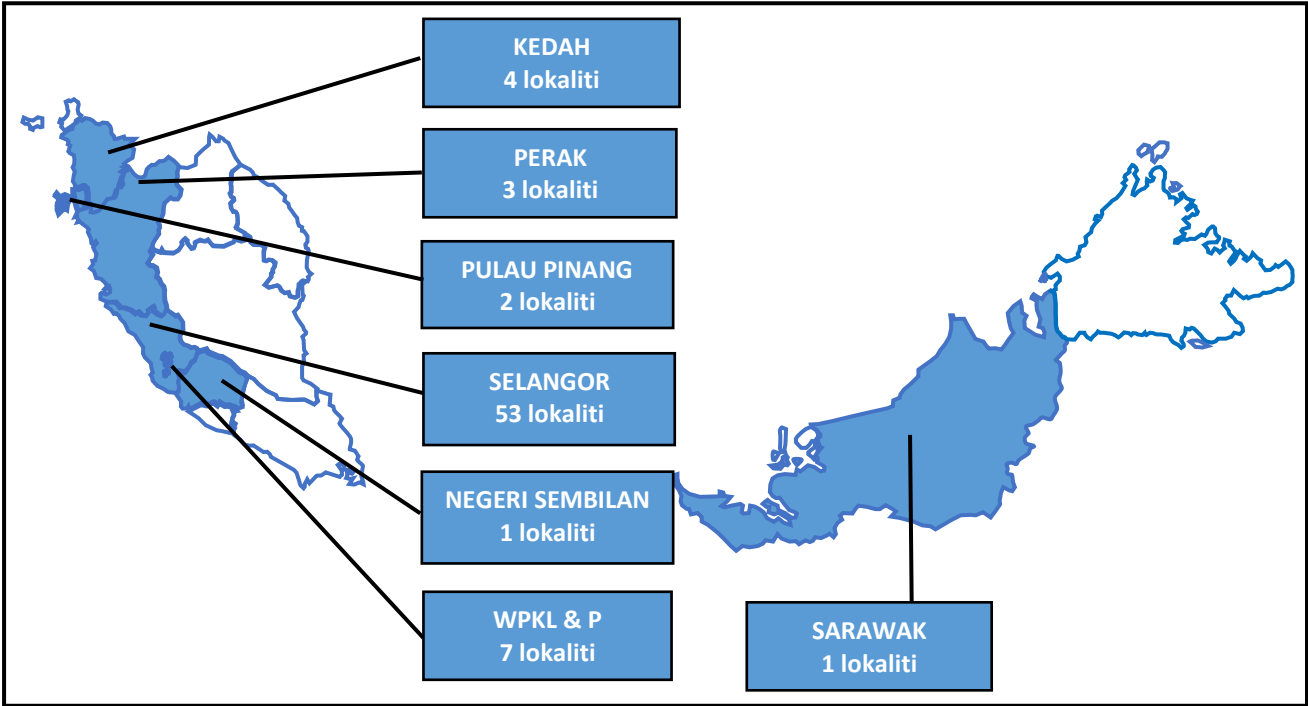 KEDAH
4 lokaliti
PERAK
3 lokaliti
PULAU PINANG
2 lokaliti
SELANGOR
53 lokaliti
NEGERI SEMBILAN
1 lokaliti
WPKL & P
7 lokaliti
SARAWAK
1 lokaliti